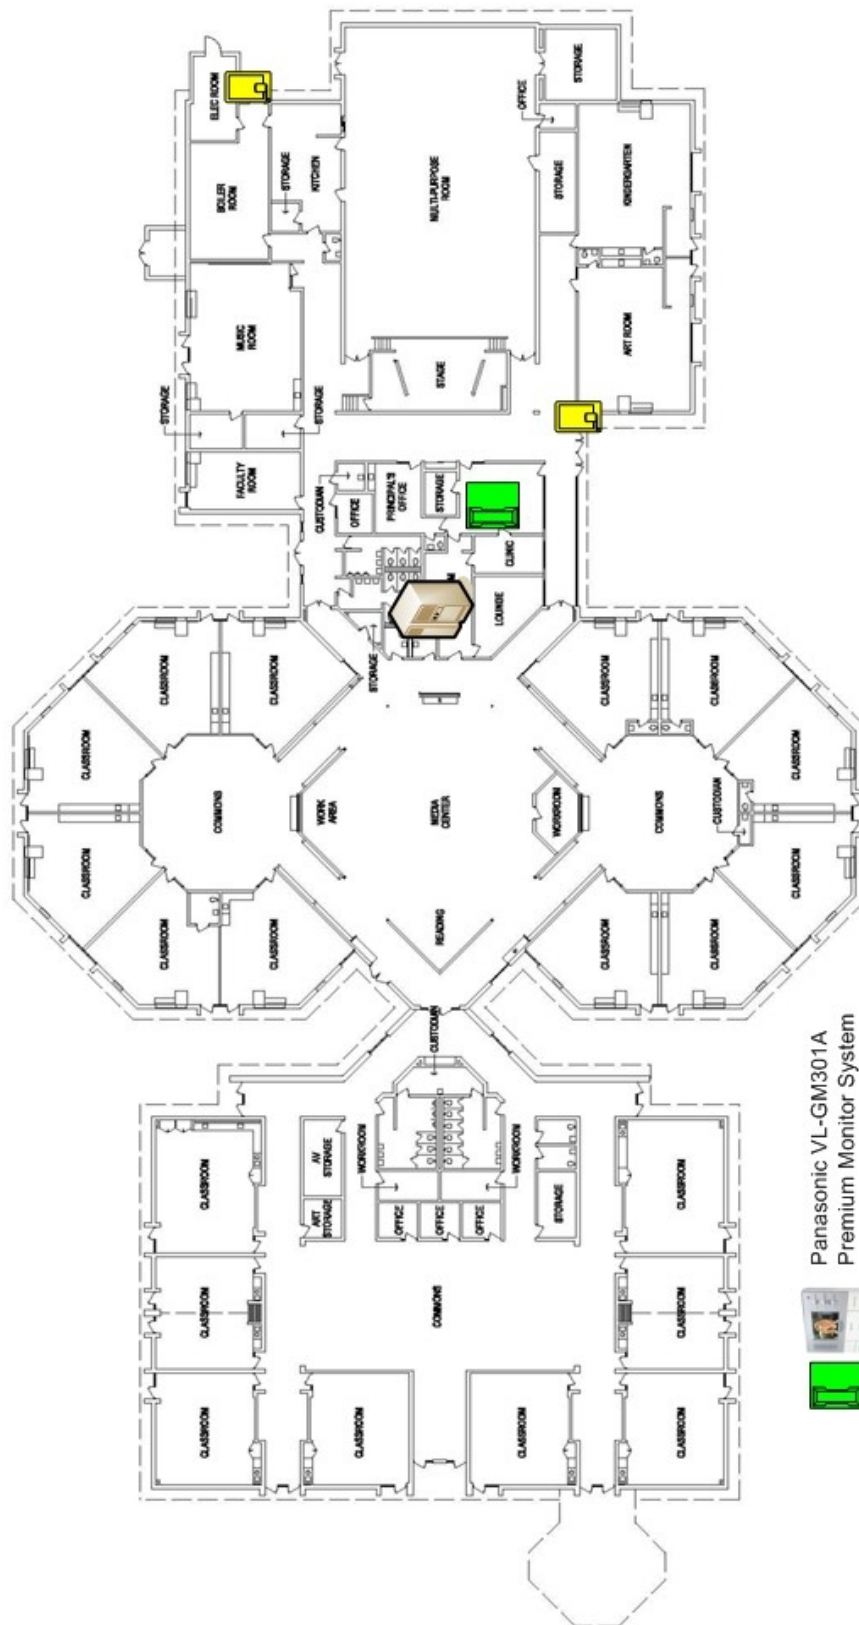 ELEC ROOM
BOILER
ROOM
STORAGE
KITCHEN
MULTI-PURPOSE
ROOM
OFFICE
STORAGE
STORAGE
KINDERGARTEN
MUSIC
ROOM
STAGE
ART ROOM
STORAGE
STORAGE
FACULTY
ROOM
CUSTODIAN
OFFICE
PRINCIPAL'S
OFFICE
STORAGE
CLINIC
LOUNGE
STORAGE
CLASSROOM
CLASSROOM
CLASSROOM
CLASSROOM
CLASSROOM
CLASSROOM
COMMONS
WORK
AREA
MEDIA
CENTER
WORKROOM
COMMONS
CUSTODIAN
CLASSROOM
CLASSROOM
CLASSROOM
READING
CLASSROOM
CLASSROOM
CLASSROOM
CUSTODIAN
CLASSROOM
AV
STORAGE
ART
STORAGE
WORKROOM
WORKROOM
OFFICE
OFFICE
OFFICE
STORAGE
CLASSROOM
CLASSROOM
COMMONS
CLASSROOM
CLASSROOM
CLASSROOM
CLASSROOM
CLASSROOM
Panasonic VL-GM301A
Premium Monitor System